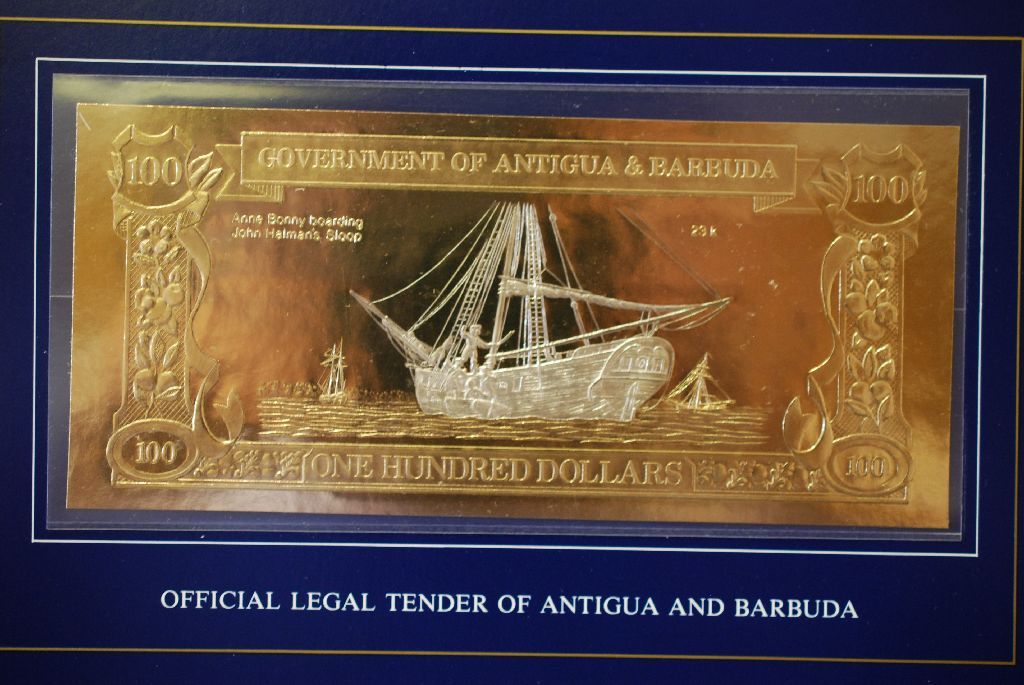 100
GOVERNMENT OF ANTIGUA & BARBUDA
100
Anne Bonny boarding
John Haiman's Sloop
23 k
100
ONE HUNDRED DOLLARS
100
OFFICIAL LEGAL TENDER OF ANTIGUA AND BARBUDA